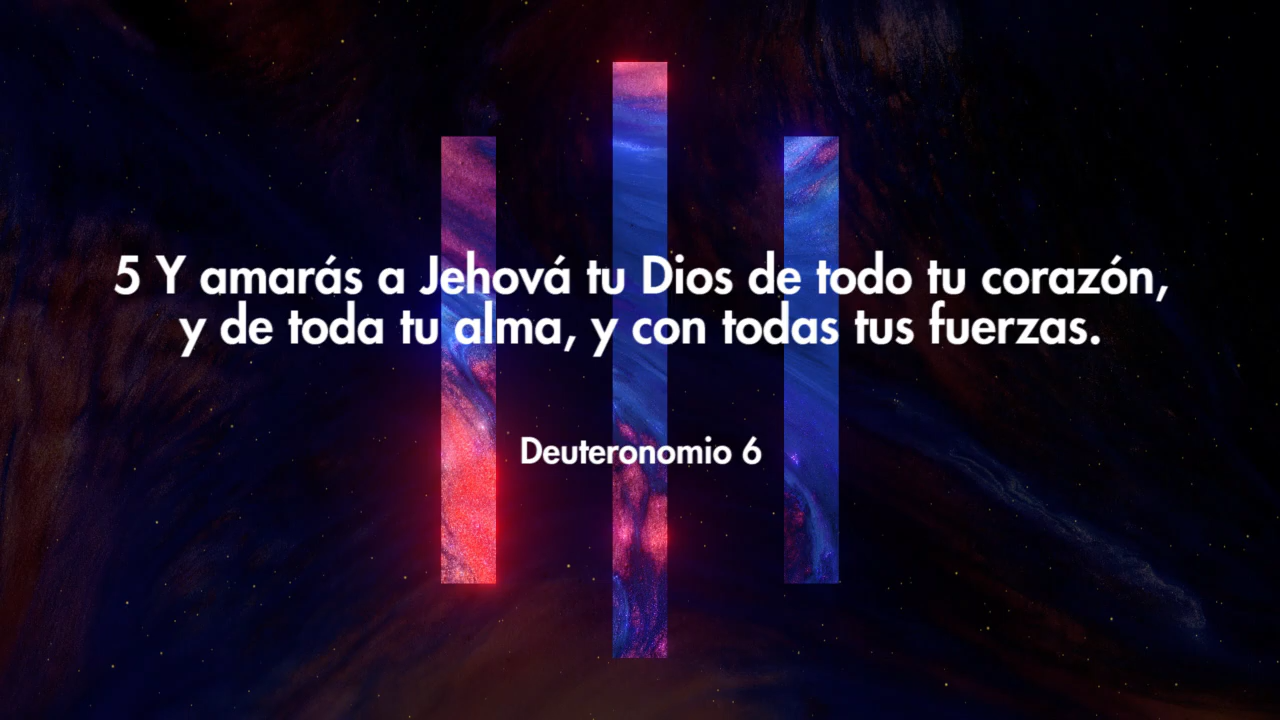 5 Y amarás a Jehová tu Dios de todo tu corazón,
y de toda tu alma, y con todas tus fuerzas.
Deuteronomio 6